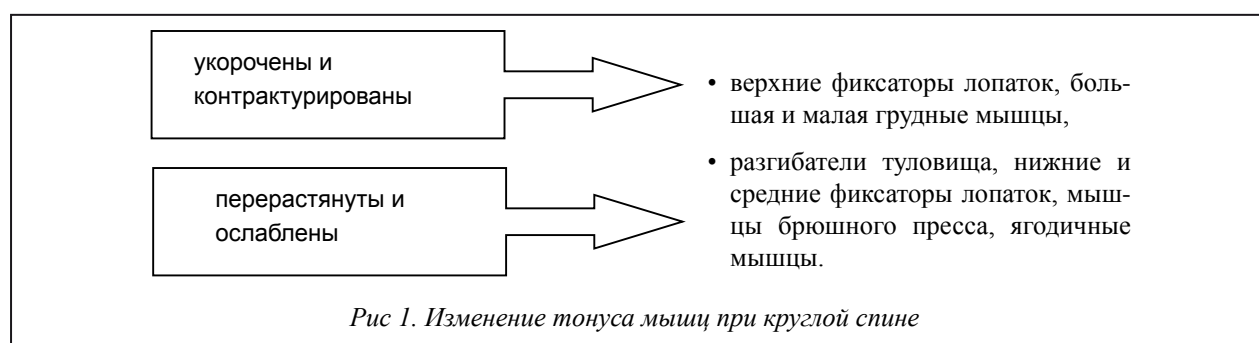 укорочены и
контрактурированы
• верхние фиксаторы лопаток, боль-
шая и малая грудные мышцы,
перерастянуты и
ослаблены
• разгибатели туловища, нижние и
средние фиксаторы лопаток, мыш-
цы брюшного пресса, ягодичные
мышцы.
Рис 1. Изменение тонуса мышц при круглой спине